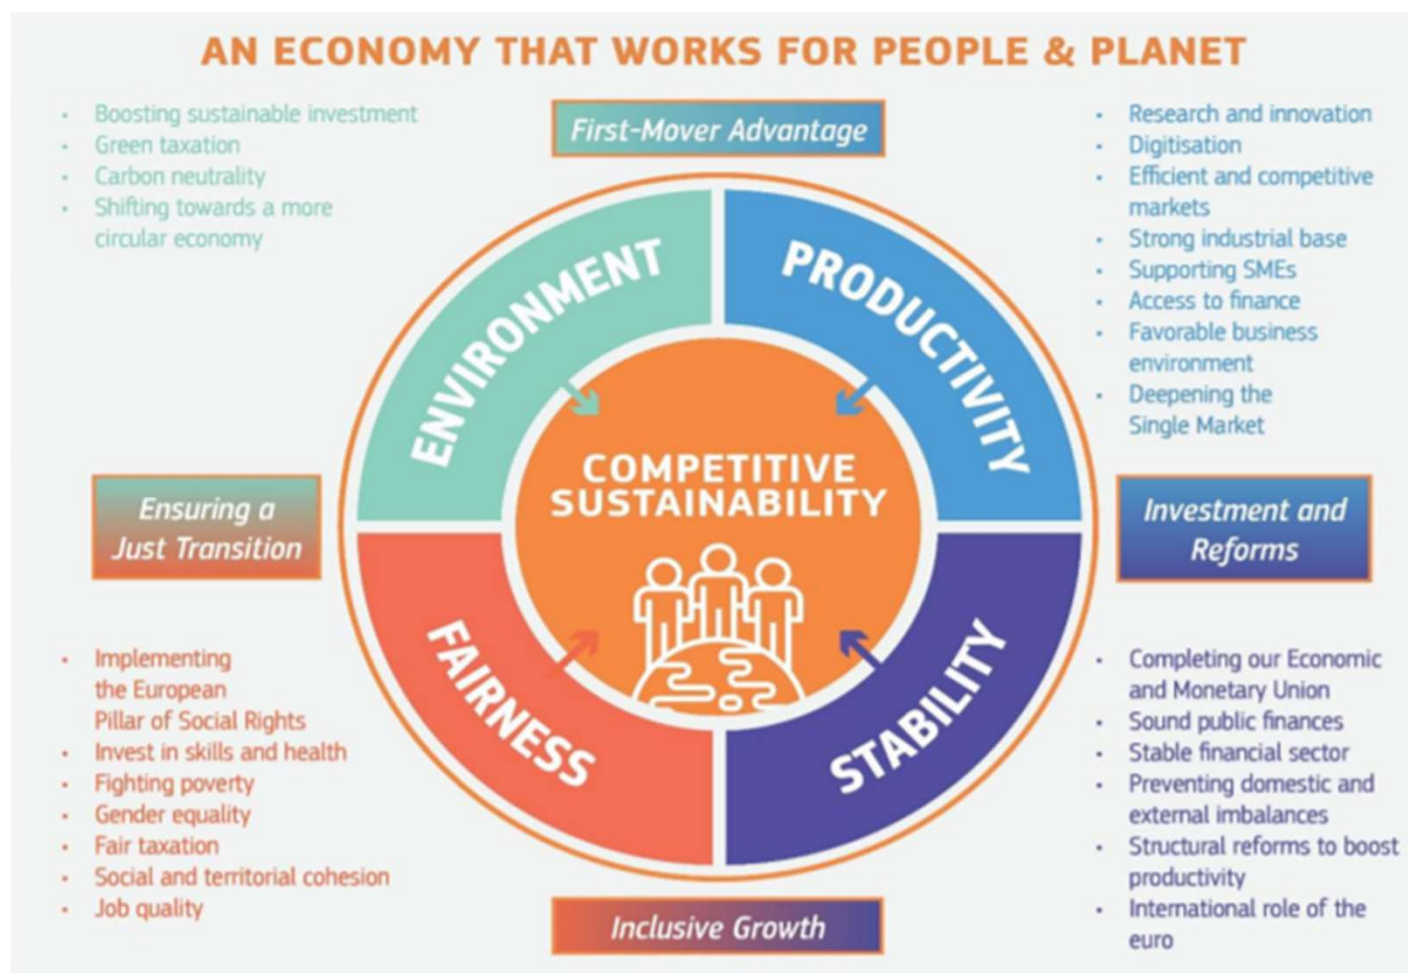 AN ECONOMY THAT WORKS FOR PEOPLE & PLANET
• Boosting sustainable investment
• Green taxation
• Carbon neutrality
• Shifting towards a more
circular economy
First-Mover Advantage
• Research and innovation
• Digitisation
• Efficient and competitive
markets
• Strong industrial base
• Supporting SMEs
• Access to finance
• Favorable business
environment
• Deepening the
Single Market
ENVIRONMENT
PRODUCTIVITY
COMPETITIVE
SUSTAINABILITY
Ensuring a
Just Transition
Investment and
Reforms
FAIRNESS
STABILITY
• Implementing
the European
Pillar of Social Rights
• Invest in skills and health
• Fighting poverty
• Gender equality
• Fair taxation
• Social and territorial cohesion
• Job quality
• Completing our Economic
and Monetary Union
• Sound public finances
• Stable financial sector
• Preventing domestic and
external imbalances
• Structural reforms to boost
productivity
• International role of the
euro
Inclusive Growth